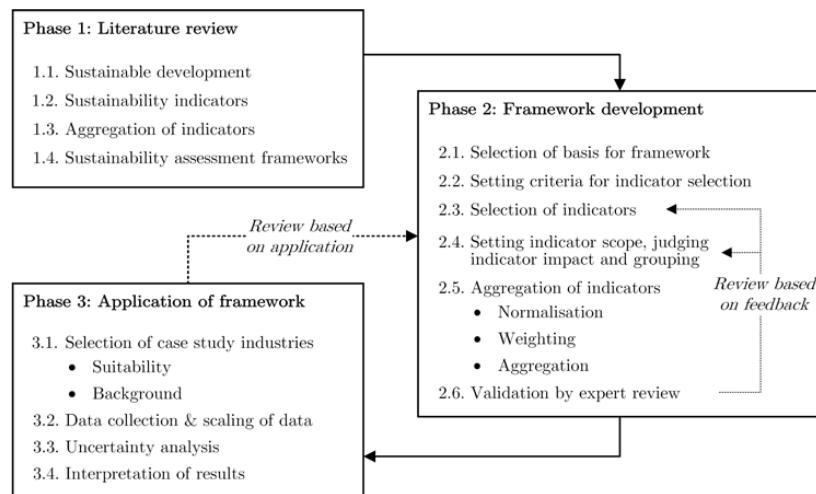 Phase 1: Literature review
1.1. Sustainable development
1.2. Sustainability indicators
1.3. Aggregation of indicators
1.4. Sustainability assessment frameworks
Phase 2: Framework development
2.1. Selection of basis for framework
2.2. Setting criteria for indicator selection
2.3. Selection of indicators
2.4. Setting indicator scope, judging
indicator impact and grouping
2.5. Aggregation of indicators
• Normalisation
• Weighting
• Aggregation
2.6. Validation by expert review
Review based
on feedback
Review based
on application
Phase 3: Application of framework
3.1. Selection of case study industries
• Suitability
• Background
3.2. Data collection & scaling of data
3.3. Uncertainty analysis
3.4. Interpretation of results